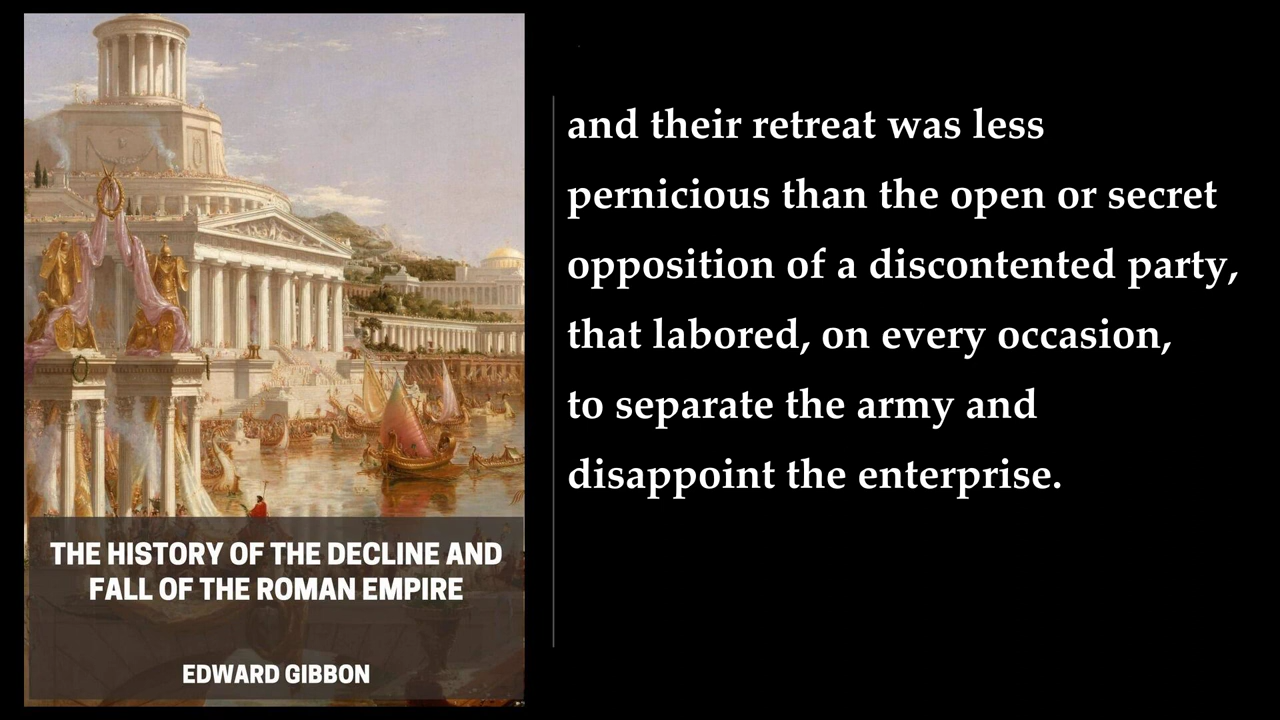 and their retreat was less
pernicious than the open or secret
opposition of a discontented party,
that labored, on every occasion,
to separate the army and
disappoint the enterprise.
THE HISTORY OF THE DECLINE AND
FALL OF THE ROMAN EMPIRE
EDWARD GIBBON